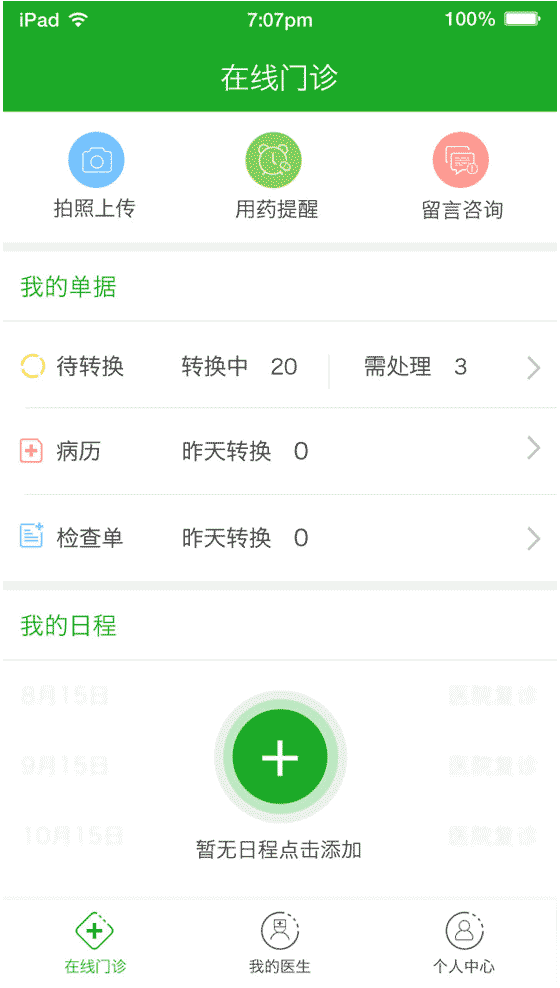 iPad 7:07pm 100%
在线门诊
拍照上传 用药提醒 留言咨询
我的单据
待转换 转换中 20 需处理 3
病历 昨天转换 0
检查单 昨天转换 0
我的日程
8月15日 医院复诊
9月15日 医院复诊
10月15日 医院复诊
暂无日程点击添加
在线门诊 我的医生 个人中心